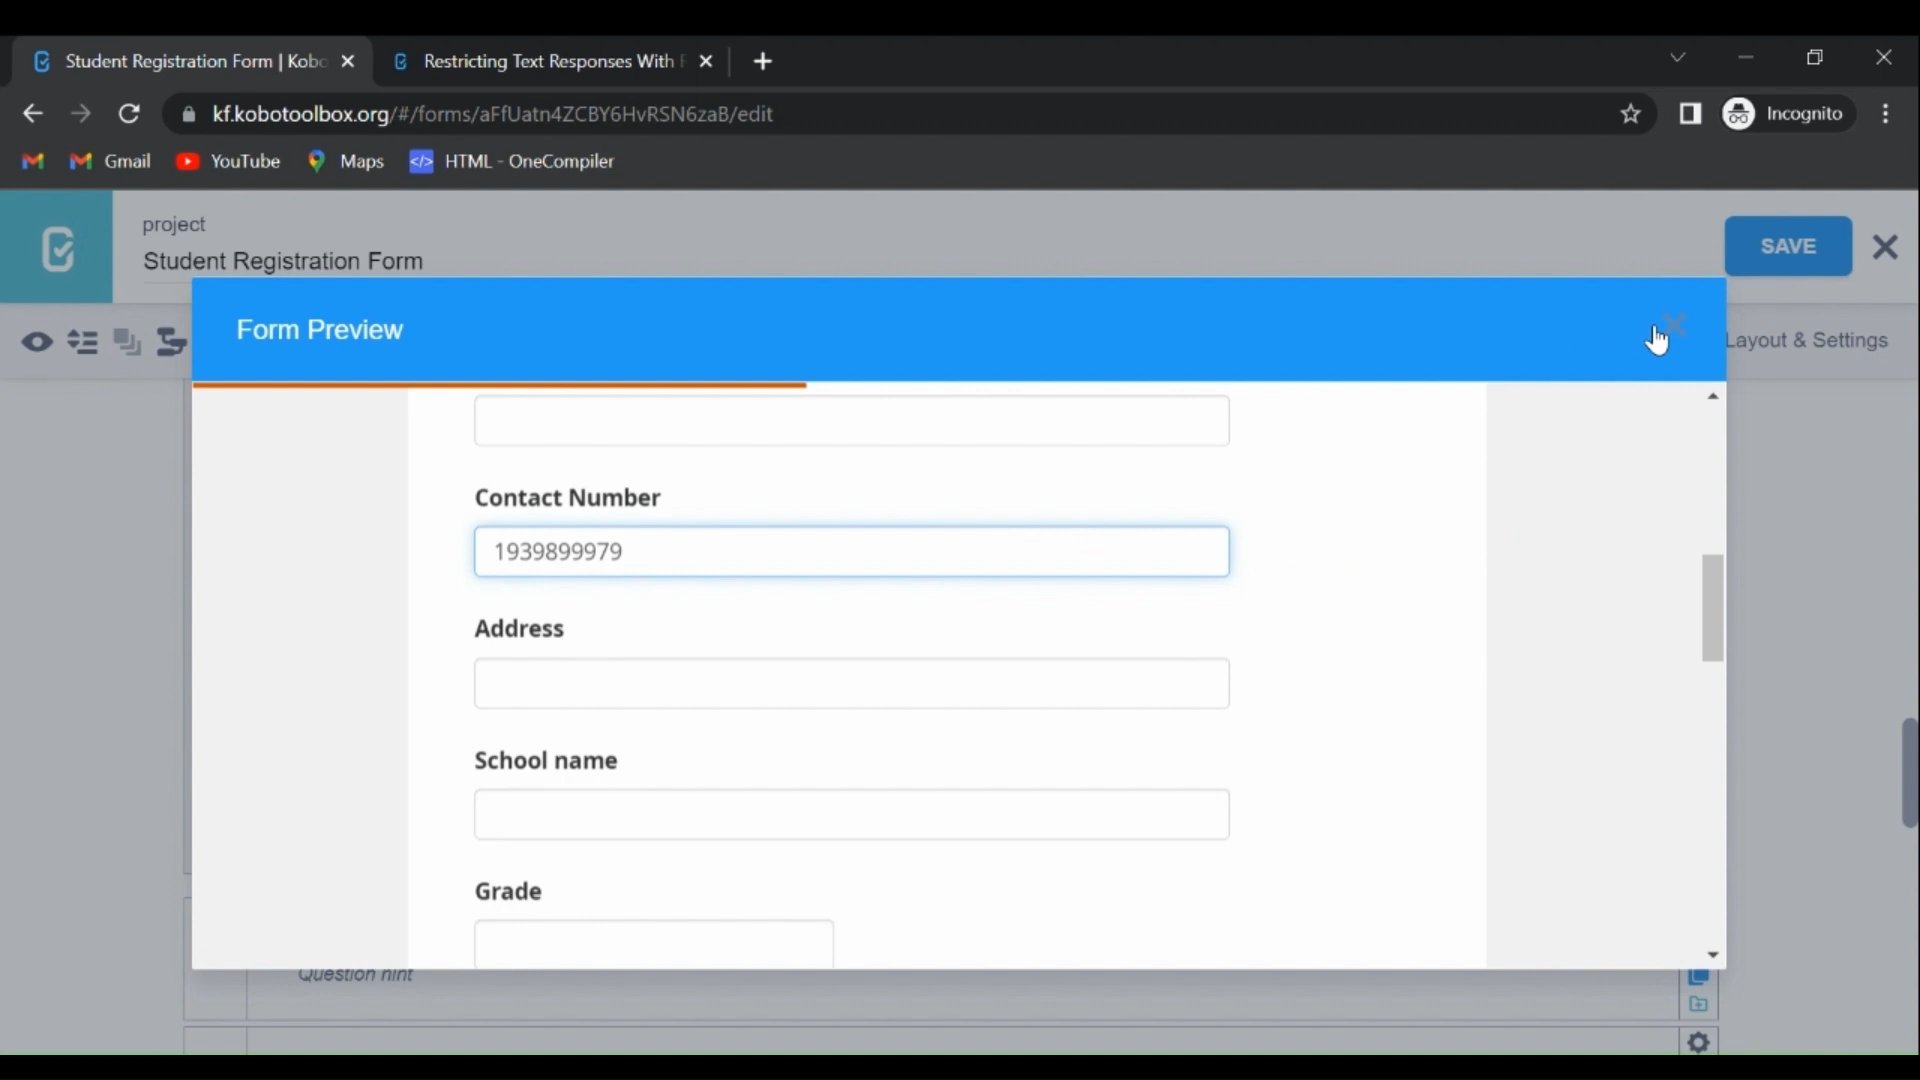 Student Registration Form | Kobo
Restricting Text Responses With
kf.kobotoolbox.org/#/forms/aFfUatn4ZCBY6HvRSN6zaB/edit
Incognito
Gmail
YouTube
Maps
</> HTML - OneCompiler
project
Student Registration Form
SAVE
Form Preview
Layout & Settings
Contact Number
1939899979
Address
School name
Grade
Question hint